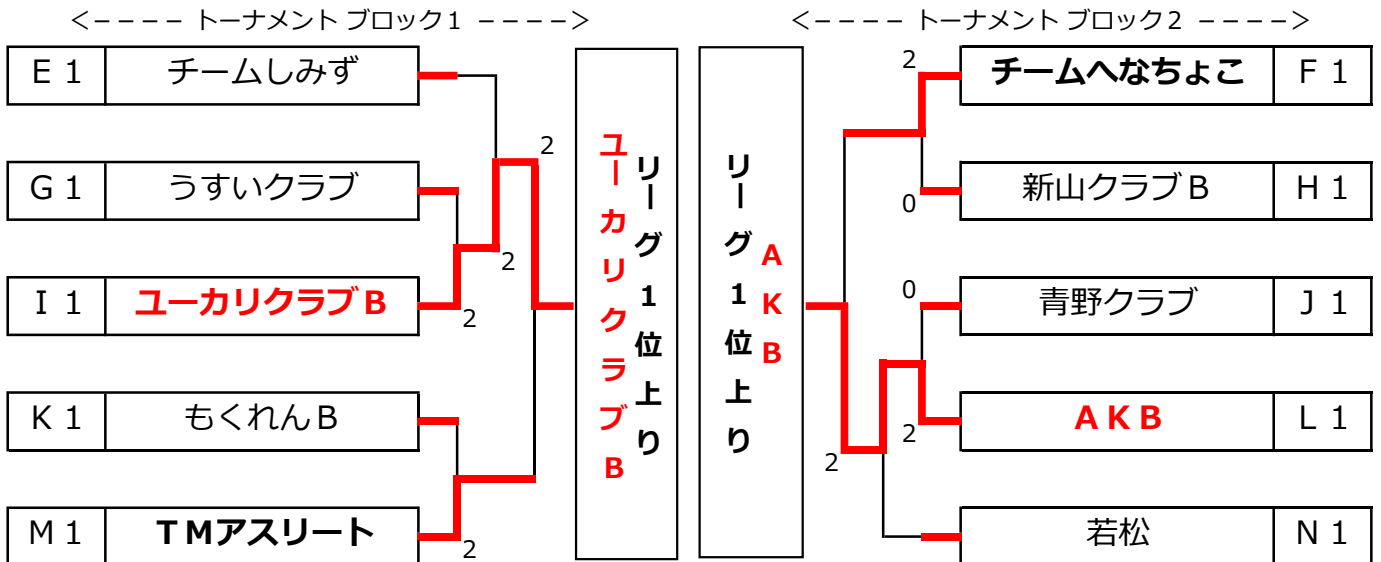 ＜－－－－ トーナメント ブロック１ －－－－＞
＜－－－－ トーナメント ブロック２ －－－－＞
Ｅ１ チームしみず
Ｇ１ うすいクラブ
Ｉ１ ユーカリクラブＢ
Ｋ１ もくれんＢ
Ｍ１ ＴＭアスリート
2
2
2
2
リーグ１位上り
ユーカリクラブＢ
リーグ１位上り
ＡＫＢ
2
0
0
2
2
チームへなちょこ Ｆ１
新山クラブＢ Ｈ１
青野クラブ Ｊ１
ＡＫＢ Ｌ１
若松 Ｎ１